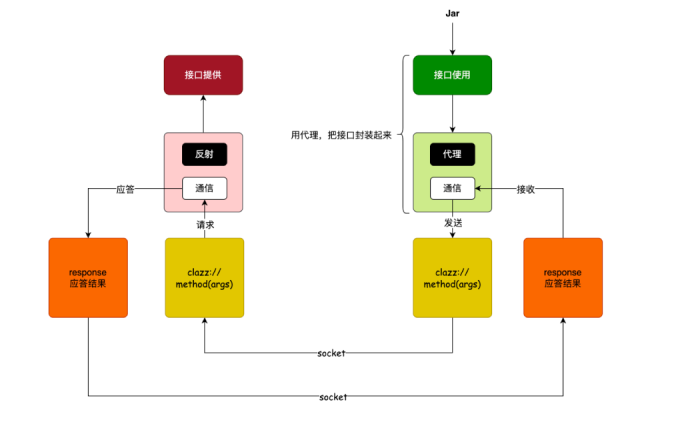 Jar
接口提供
接口使用
用代理，把接口封装起来
反射
代理
应答
通信
通信
接收
请求
发送
response
应答结果
clazz://
method(args)
clazz://
method(args)
response
应答结果
socket
socket